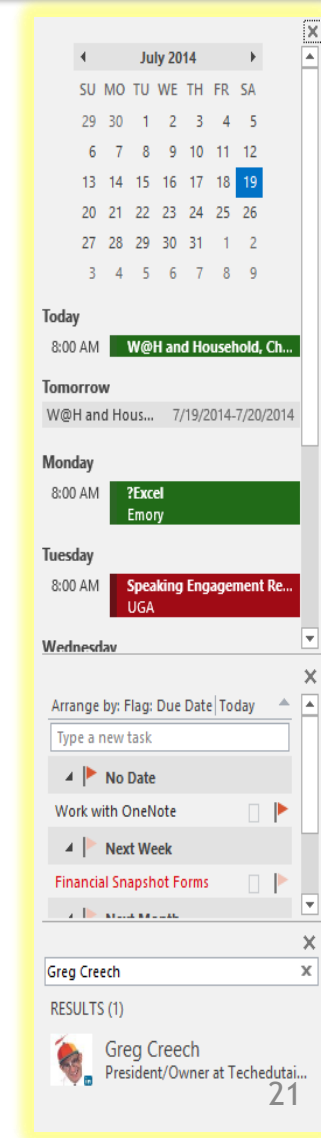 July 2014
SU MO TU WE TH FR SA
29 30 1 2 3 4 5
6 7 8 9 10 11 12
13 14 15 16 17 18 19
20 21 22 23 24 25 26
27 28 29 30 31 1 2
3 4 5 6 7 8 9
Today
8:00 AM W@H and Household, Ch...
Tomorrow
W@H and Hous... 7/19/2014-7/20/2014
Monday
8:00 AM ?Excel
Emory
Tuesday
8:00 AM Speaking Engagement Re...
UGA
Wednesday
Arrange by: Flag: Due Date Today
Type a new task
No Date
Work with OneNote
Next Week
Financial Snapshot Forms
Next Month
Greg Creech
RESULTS (1)
Greg Creech
President/Owner at Techedutai...
21